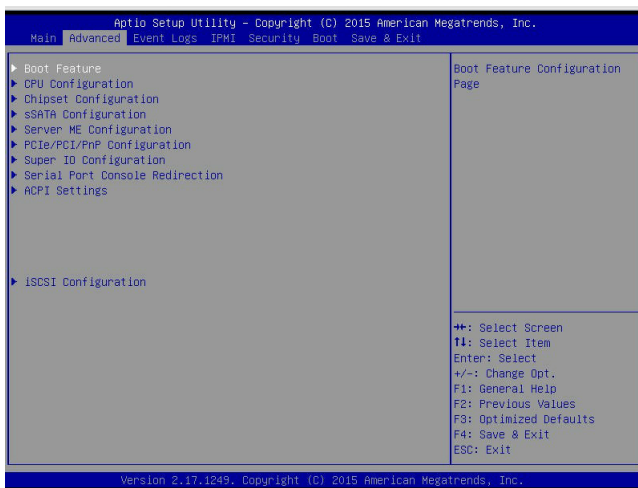 Aptio Setup Utility – Copyright (C) 2015 American Megatrends, Inc.
Main Advanced Event Logs IPMI Security Boot Save & Exit
Boot Feature
CPU Configuration
Chipset Configuration
sSATA Configuration
Server ME Configuration
PCIe/PCI/PnP Configuration
Super IO Configuration
Serial Port Console Redirection
ACPI Settings
iSCSI Configuration
Boot Feature Configuration
Page
→←: Select Screen
↑↓: Select Item
Enter: Select
+/-: Change Opt.
F1: General Help
F2: Previous Values
F3: Optimized Defaults
F4: Save & Exit
ESC: Exit
Version 2.17.1249. Copyright (C) 2015 American Megatrends, Inc.